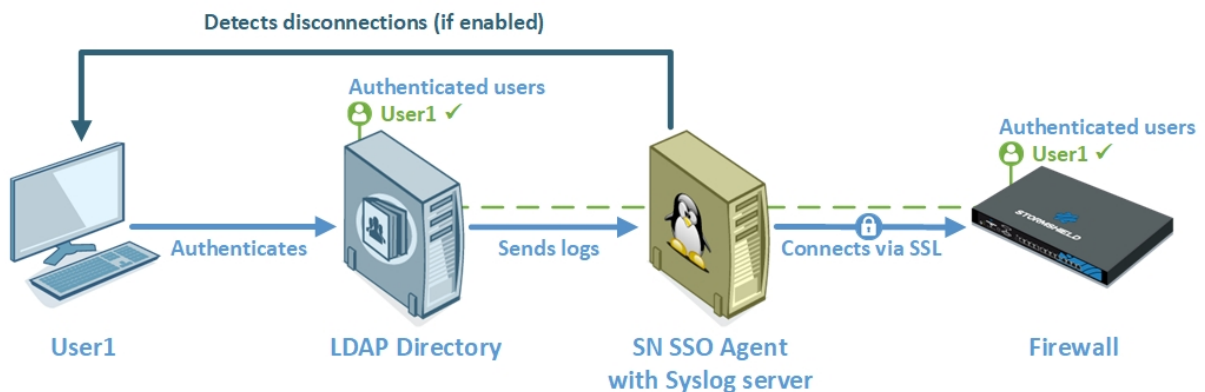 Detects disconnections (if enabled)
Authenticated users
User1 ✓
Authenticated users
User1 ✓
STORMSHIELD
Authenticates
Sends logs
Connects via SSL
User1
LDAP Directory
SN SSO Agent
with Syslog server
Firewall